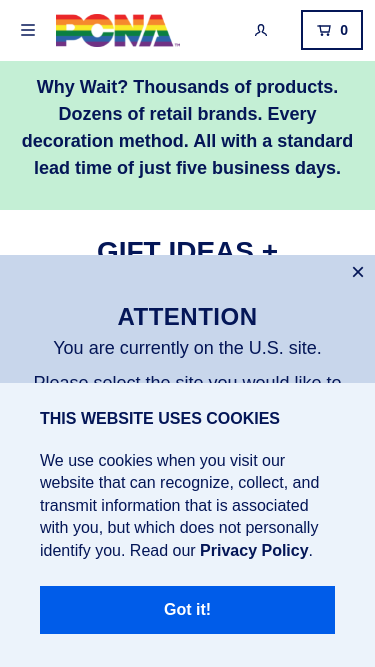 PCNA™
0
Why Wait? Thousands of products.
Dozens of retail brands. Every
decoration method. All with a standard
lead time of just five business days.
GIFT IDEAS +
ATTENTION
You are currently on the U.S. site.
Please select the site you would like to
THIS WEBSITE USES COOKIES
We use cookies when you visit our
website that can recognize, collect, and
transmit information that is associated
with you, but which does not personally
identify you. Read our Privacy Policy.
Got it!